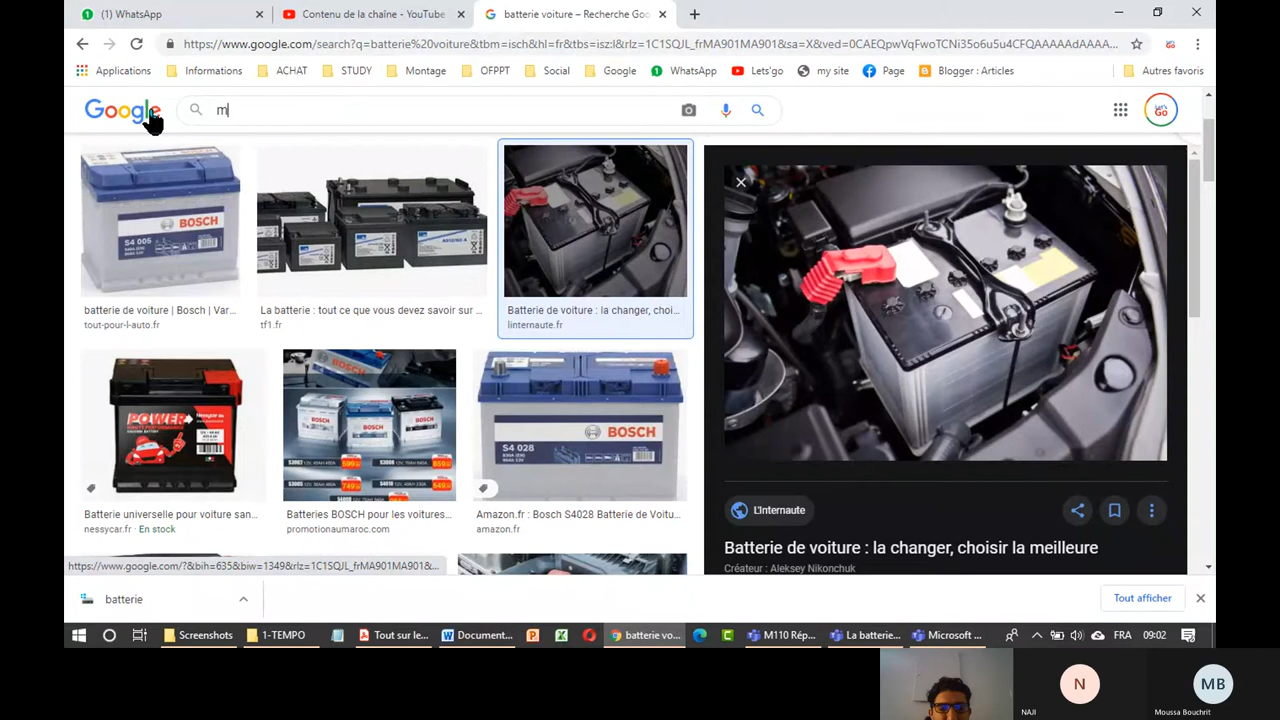 (1) WhatsApp
Contenu de la chaîne - YouTube
batterie voiture – Recherche Goo
https://www.google.com/search?q=batterie%20voiture&tbm=isch&hl=fr&tbs=isz:l&rlz=1C1SQJL_frMA901MA901&sa=X&ved=0CAEQpwVqFwoTCNi35o6u5u4CFQAAAAAdAAAA...
Applications
Informations
ACHAT
STUDY
Montage
OFPPT
Social
Google
WhatsApp
Lets'go
my site
Page
Blogger : Articles
Autres favoris
Google
m
Let's
GO
BOSCH
S4 005
batterie de voiture | Bosch | Var...
tout-pour-l-auto.fr
La batterie : tout ce que vous devez savoir sur ...
tf1.fr
Batterie de voiture : la changer, choi...
linternaute.fr
POWER
Batterie universelle pour voiture san...
nessycar.fr · En stock
Batteries BOSCH pour les voitures...
promotionaumaroc.com
BOSCH
S4 028
Amazon.fr : Bosch S4028 Batterie de Voitu...
amazon.fr
L'Internaute
Batterie de voiture : la changer, choisir la meilleure
Créateur : Aleksey Nikonchuk
https://www.google.com/?&bih=635&biw=1349&rlz=1C1SQJL_frMA901MA901&...
batterie
Tout afficher
Screenshots
1-TEMPO
Tout sur le...
Document...
batterie vo...
M110 Rép...
La batterie...
Microsoft ...
FRA
09:02
N
NAJI
MB
Moussa Bouchrit